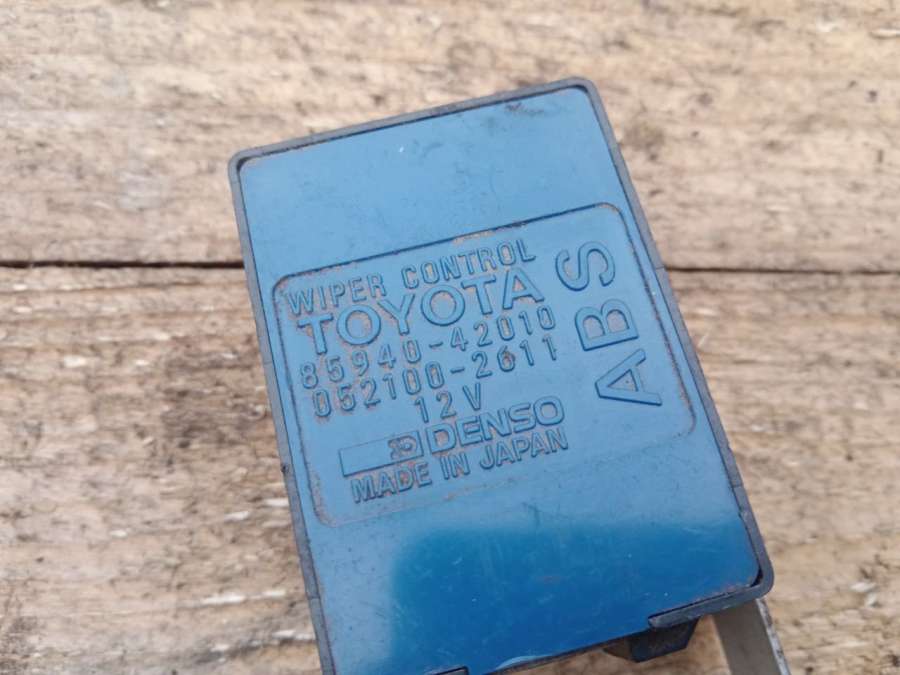 WIPER CONTROL
TOYOTA
85940-42010
052100-2611
12V
DENSO
MADE IN JAPAN
ABS